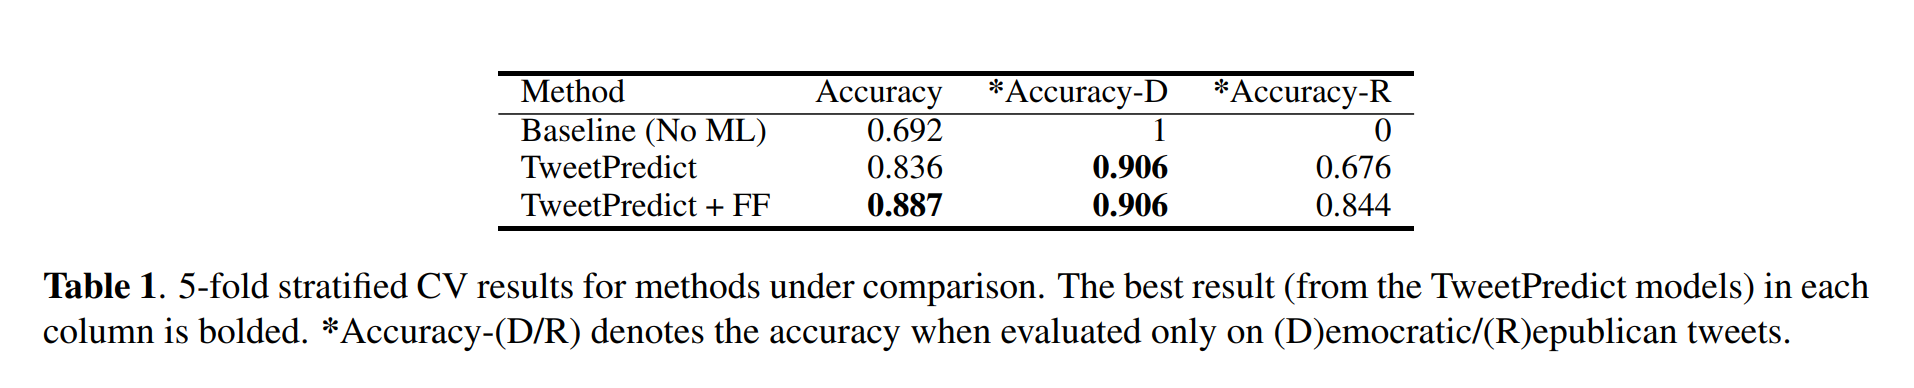 Method Accuracy *Accuracy-D *Accuracy-R
Baseline (No ML) 0.692 1 0
TweetPredict 0.836 0.906 0.676
TweetPredict + FF 0.887 0.906 0.844
Table 1. 5-fold stratified CV results for methods under comparison. The best result (from the TweetPredict models) in each
column is bolded. *Accuracy-(D/R) denotes the accuracy when evaluated only on (D)emocratic/(R)epublican tweets.